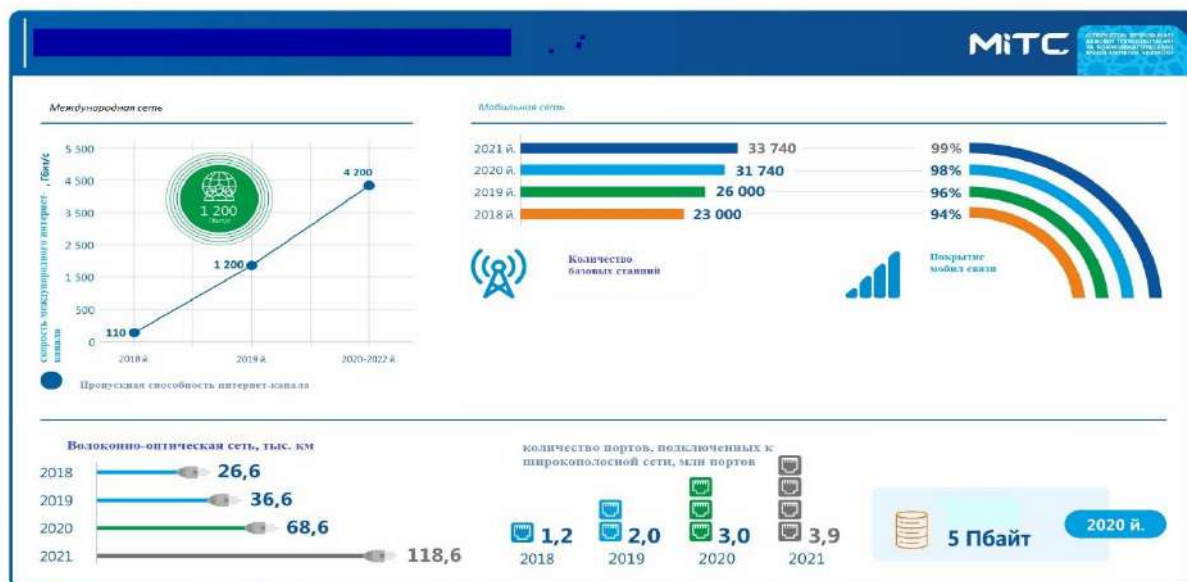 MiTC
Международная сеть
скорость международного интернет-
канала
, Гбит/с
5 500
4 500
3 500
2 500
1 500
500
0
110
1 200
4 200
1 200
2018 й.
2019 й.
2020-2022 й.
Пропускная способность интернет-канала
Мобильная сеть
2021 й. 33 740 99%
2020 й. 31 740 98%
2019 й. 26 000 96%
2018 й. 23 000 94%
Количество
базовых станций
Покрытие
мобил связи
Волоконно-оптическая сеть, тыс. км
2018 26,6
2019 36,6
2020 68,6
2021 118,6
количество портов, подключенных к
широкополосной сети, млн портов
1,2 2,0 3,0 3,9
2018 2019 2020 2021
5 Пбайт
2020 й.